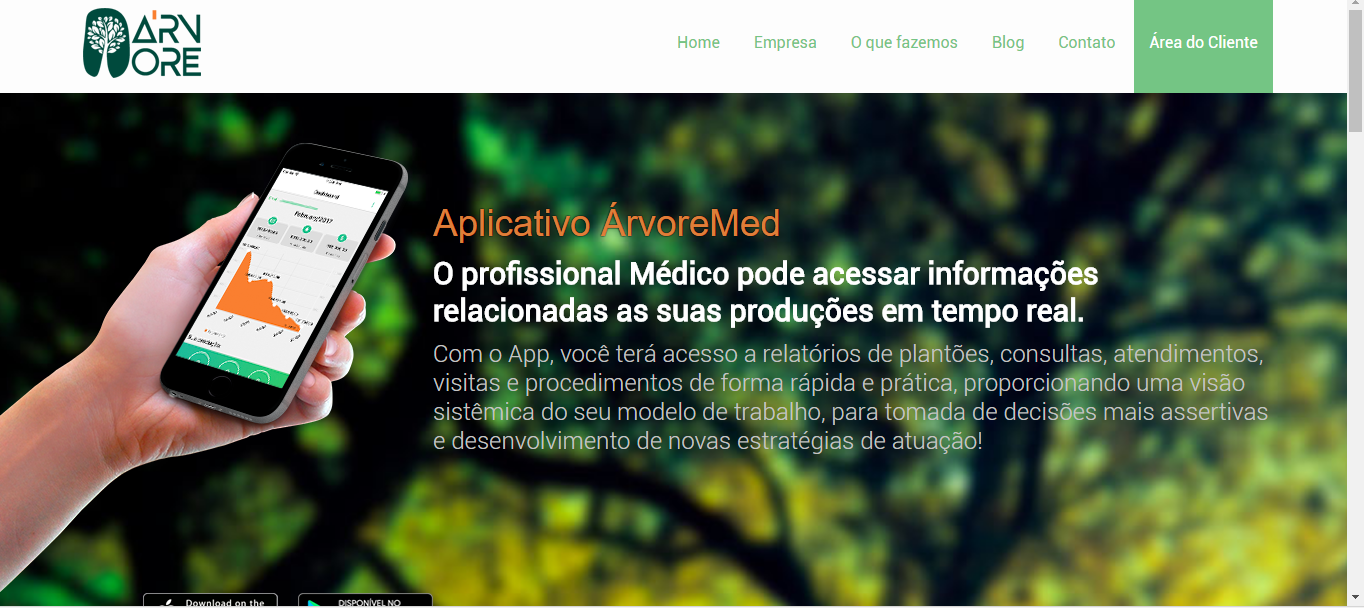 ÁRV
ORE
Home
Empresa
O que fazemos
Blog
Contato
Área do Cliente
Dashboard
February/2017
Aplicativo ÁrvoreMed
O profissional Médico pode acessar informações
relacionadas as suas produções em tempo real.
Com o App, você terá acesso a relatórios de plantões, consultas, atendimentos,
visitas e procedimentos de forma rápida e prática, proporcionando uma visão
sistêmica do seu modelo de trabalho, para tomada de decisões mais assertivas
e desenvolvimento de novas estratégias de atuação!
Download on the
DISPONÍVEL NO